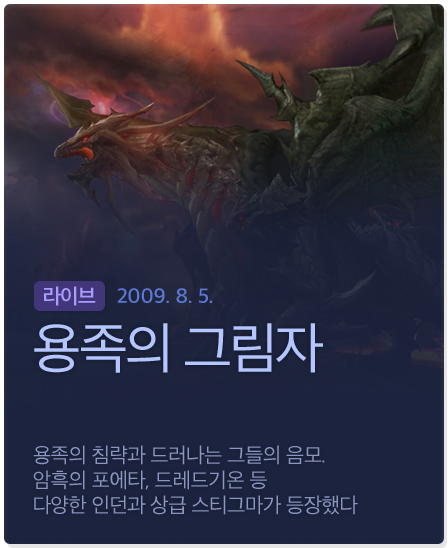 라이브 2009. 8. 5.
용족의 그림자
용족의 침략과 드러나는 그들의 음모.
암흑의 포에타, 드레드기온 등
다양한 인던과 상급 스티그마가 등장했다